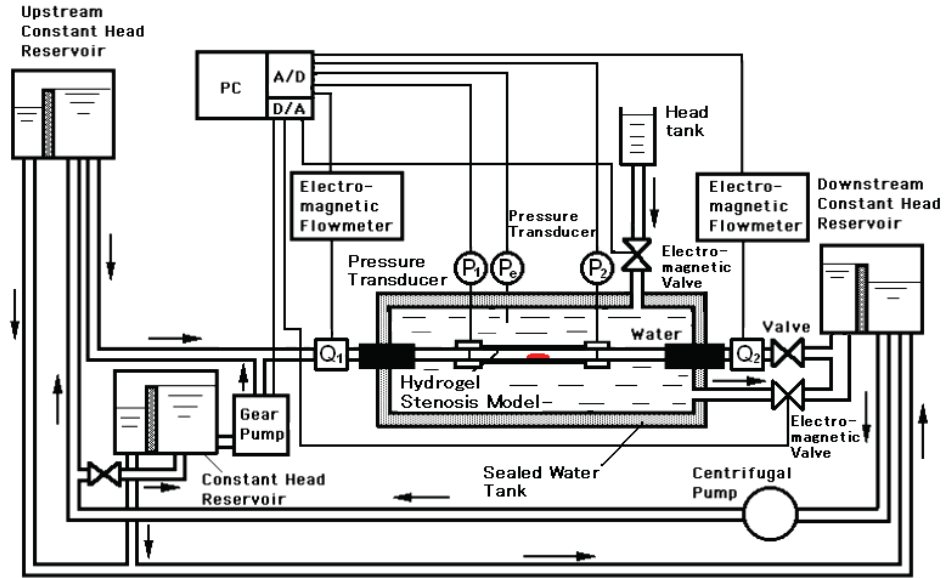 Upstream
Constant Head
Reservoir
PC
A/D
D/A
Head
tank
Electro-
magnetic
Flowmeter
Electro-
magnetic
Flowmeter
Downstream
Constant Head
Reservoir
Pressure
Transducer
Pressure
Transducer
P1
Pe
P2
Electro-
magnetic
Valve
Water
Valve
Q1
Q2
Hydrogel
Stenosis Model
Gear
Pump
Electro-
magnetic
Valve
Constant Head
Reservoir
Sealed Water
Tank
Centrifugal
Pump